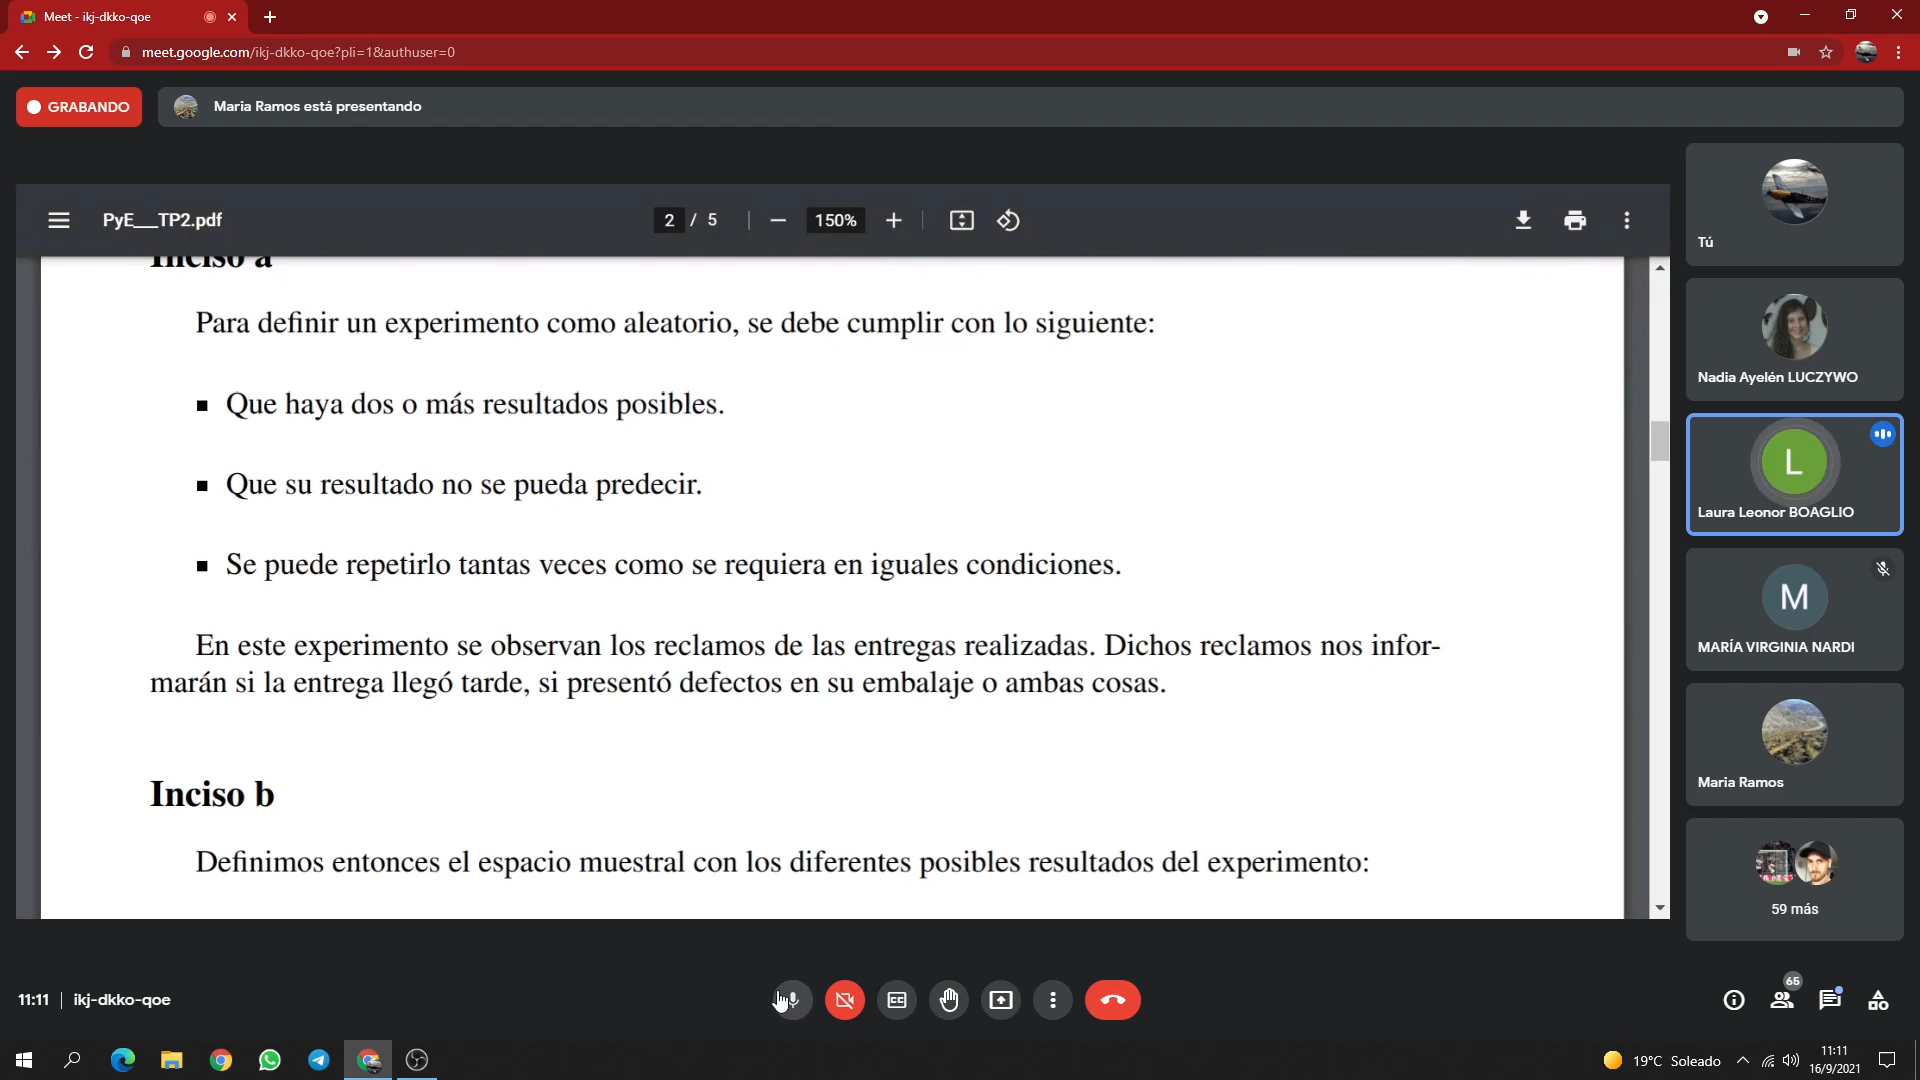 Meet - ikj-dkko-qoe
meet.google.com/ikj-dkko-qoe?pli=1&authuser=0
GRABANDO
Maria Ramos está presentando
PyE__TP2.pdf
2 / 5
150%
Inciso a
Para definir un experimento como aleatorio, se debe cumplir con lo siguiente:
Que haya dos o más resultados posibles.
Que su resultado no se pueda predecir.
Se puede repetirlo tantas veces como se requiera en iguales condiciones.
En este experimento se observan los reclamos de las entregas realizadas. Dichos reclamos nos infor-
marán si la entrega llegó tarde, si presentó defectos en su embalaje o ambas cosas.
Inciso b
Definimos entonces el espacio muestral con los diferentes posibles resultados del experimento:
Tú
Nadia Ayelén LUCZYWO
L
Laura Leonor BOAGLIO
M
MARÍA VIRGINIA NARDI
Maria Ramos
59 más
11:11 | ikj-dkko-qoe
65
19°C Soleado
11:11
16/9/2021